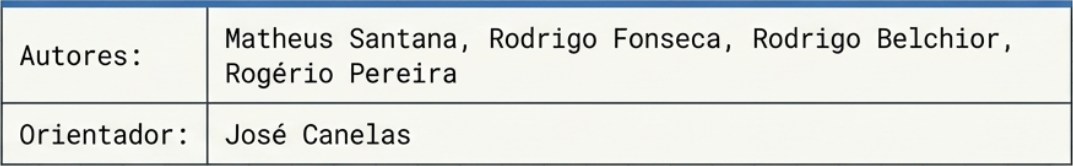 Autores:
Matheus Santana, Rodrigo Fonseca, Rodrigo Belchior,
Rogério Pereira
Orientador:
José Canelas